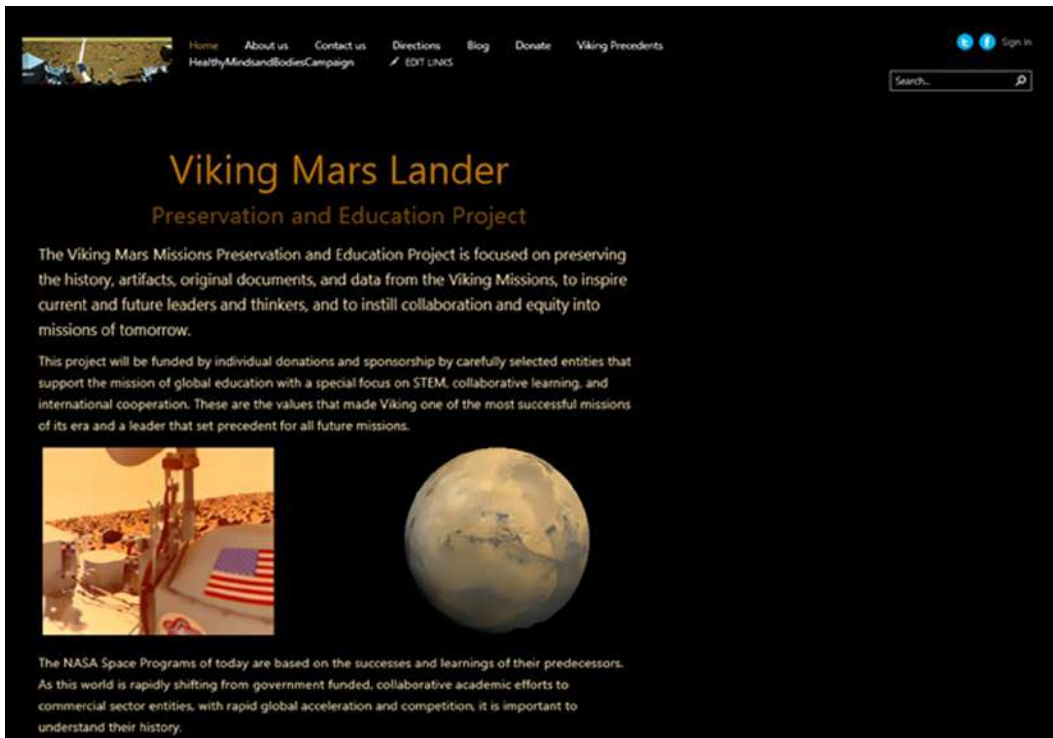 Home About us Contact us Directions Blog Donate Viking Precedents
HealthyMindsandBodiesCampaign EDIT LINKS
Sign In
Search...
Viking Mars Lander
Preservation and Education Project
The Viking Mars Missions Preservation and Education Project is focused on preserving
the history, artifacts, original documents, and data from the Viking Missions, to inspire
current and future leaders and thinkers, and to instill collaboration and equity into
missions of tomorrow.
This project will be funded by individual donations and sponsorship by carefully selected entities that
support the mission of global education with a special focus on STEM, collaborative learning, and
international cooperation. These are the values that made Viking one of the most successful missions
of its era and a leader that set precedent for all future missions.
The NASA Space Programs of today are based on the successes and learnings of their predecessors.
As this world is rapidly shifting from government funded, collaborative academic efforts to
commercial sector entities, with rapid global acceleration and competition, it is important to
understand their history.